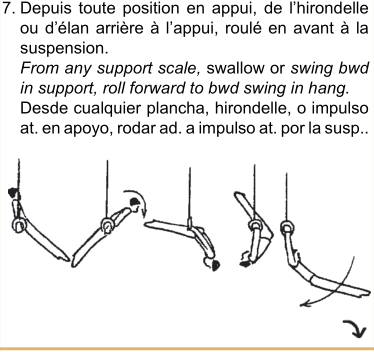 7. Depuis toute position en appui, de l'hirondelle
ou d'élan arrière à l'appui, roulé en avant à la
suspension.
From any support scale, swallow or swing bwd
in support, roll forward to bwd swing in hang.
Desde cualquier plancha, hirondelle, o impulso
at. en apoyo, rodar ad. a impulso at. por la susp..